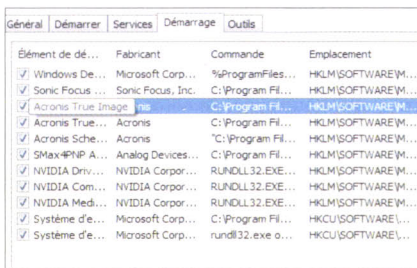 Général Démarrer Services Démarrage Outils
Élément de dé... Fabricant Commande Emplacement
Windows De... Microsoft Corp... %ProgramFiles... HKLM\SOFTWARE\M...
Sonic Focus ... Sonic Focus, Inc. C:\Program Fil... HKLM\SOFTWARE\M...
Acronis True Image nis C:\Program Fil... HKLM\SOFTWARE\M...
Acronis True... Acronis C:\Program Fil... HKLM\SOFTWARE\M...
Acronis Sche... Acronis "C:\Program Fil... HKLM\SOFTWARE\M...
SMax4PNP A... Analog Devices... C:\Program Fil... HKLM\SOFTWARE\M...
NVIDIA Driv... NVIDIA Corpor... RUNDLL32.EXE... HKLM\SOFTWARE\M...
NVIDIA Com... NVIDIA Corpor... RUNDLL32.EXE... HKLM\SOFTWARE\M...
NVIDIA Medi... NVIDIA Corpor... RUNDLL32.EXE... HKLM\SOFTWARE\M...
Système d'e... Microsoft Corp... C:\Program Fil... HKCU\SOFTWARE\...
Système d'e... Microsoft Corp... rundll32.exe o... HKCU\SOFTWARE\M...